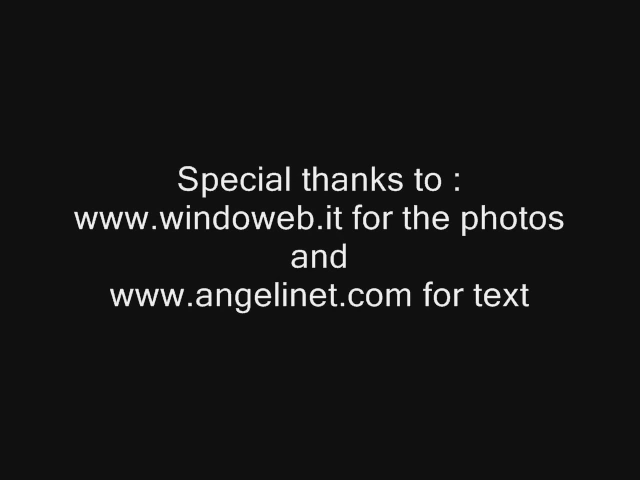 Special thanks to :
www.windoweb.it for the photos
and
www.angelinet.com for text